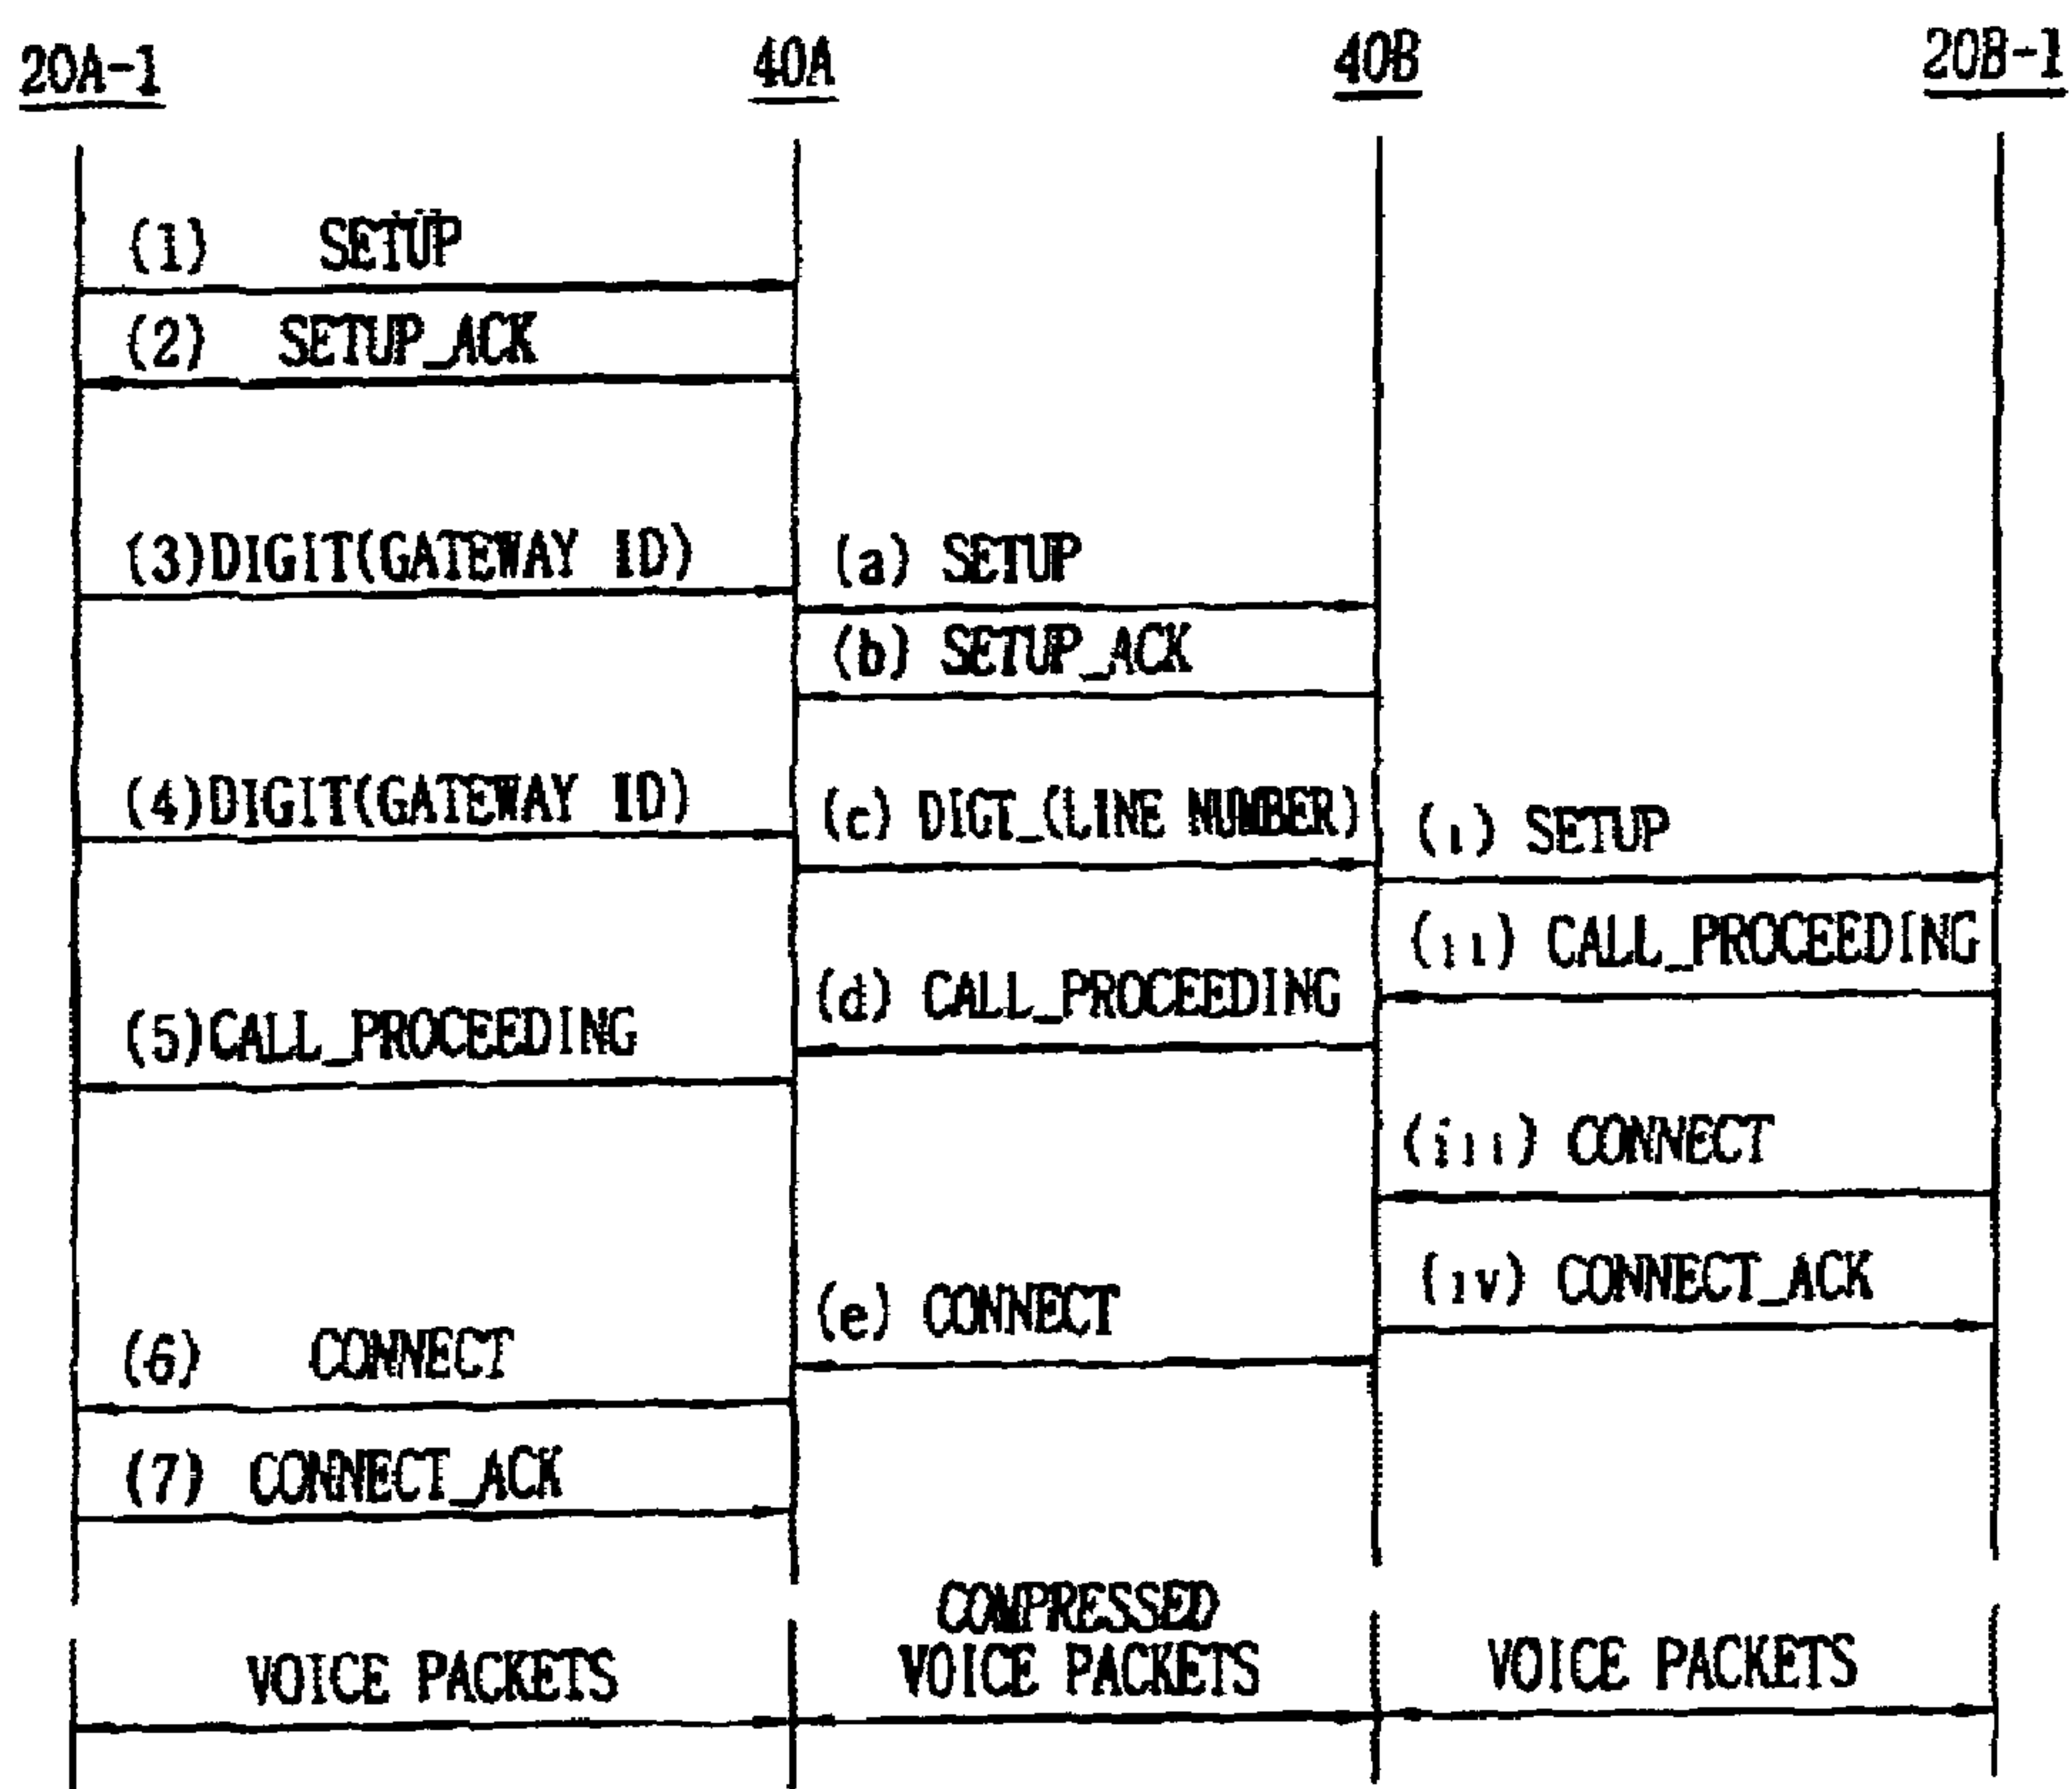 20A-1 40A 40B 20B-1
(1) SETUP
(2) SETUP_ACK
(3)DIGIT(GATEWAY ID) (a) SETUP
(b) SETUP_ACK
(4)DIGIT(GATEWAY ID) (c) DIGT_(LINE NUMBER) (i) SETUP
(ii) CALL_PROCEEDING
(d) CALL_PROCEEDING
(5)CALL_PROCEEDING
(iii) CONNECT
(iv) CONNECT_ACK
(e) CONNECT
(6) CONNECT
(7) CONNECT_ACK
COMPRESSED
VOICE PACKETS VOICE PACKETS VOICE PACKETS